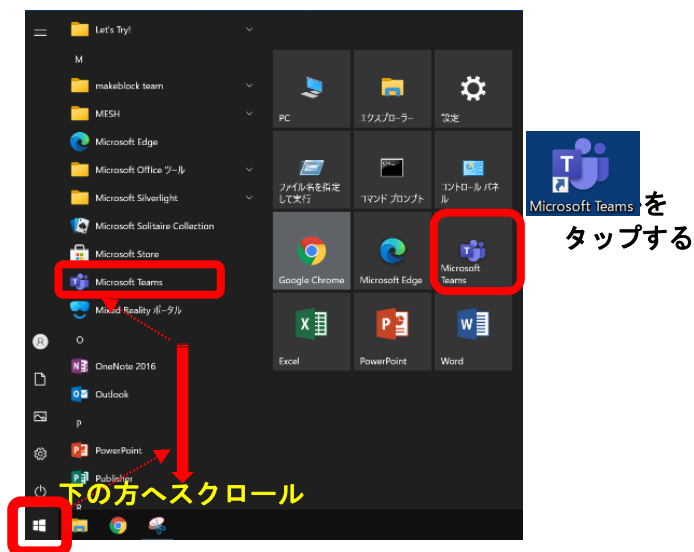 Let's Try!
M
makeblock team
MESH
Microsoft Edge
Microsoft Office ツール
Microsoft Silverlight
Microsoft Solitaire Collection
Microsoft Store
Microsoft Teams
Mixed Reality ポータル
O
OneNote 2016
Outlook
P
PowerPoint
Publisher
R
下の方へスクロール
PC
エクスプローラー
設定
ファイル名を指定
して実行
コマンド プロンプト
コントロール パネ
ル
Google Chrome
Microsoft Edge
Microsoft
Teams
Excel
PowerPoint
Word
Microsoft Teams
を
タップする